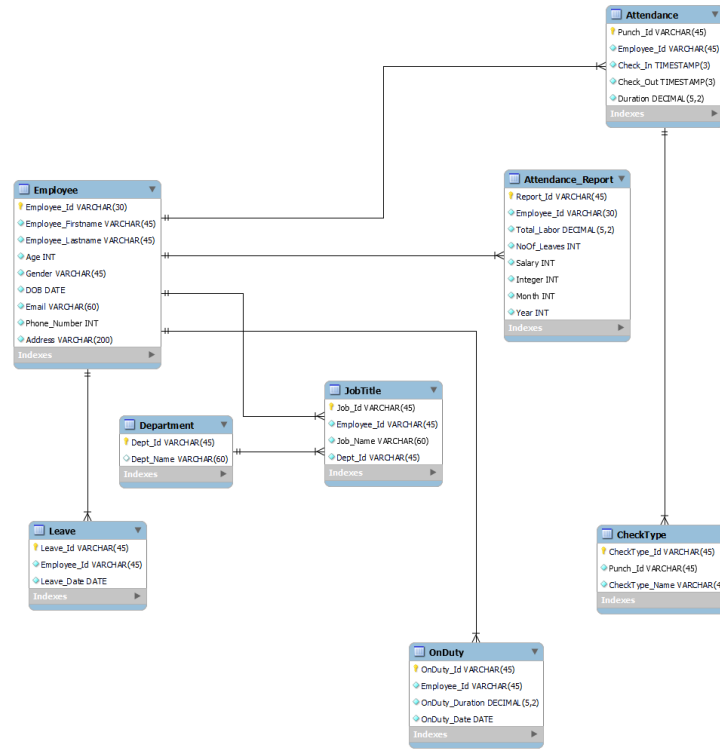 Attendance
Punch_Id VARCHAR(45)
Employee_Id VARCHAR(45)
Check_In TIMESTAMP(3)
Check_Out TIMESTAMP(3)
Duration DECIMAL(5,2)
Indexes
Attendance_Report
Report_Id VARCHAR(45)
Employee_Id VARCHAR(30)
Total_Labor DECIMAL(5,2)
NoOf_Leaves INT
Salary INT
Integer INT
Month INT
Year INT
Indexes
Employee
Employee_Id VARCHAR(30)
Employee_Firstname VARCHAR(45)
Employee_Lastname VARCHAR(45)
Age INT
Gender VARCHAR(45)
DOB DATE
Email VARCHAR(60)
Phone_Number INT
Address VARCHAR(200)
Indexes
JobTitle
Job_Id VARCHAR(45)
Employee_Id VARCHAR(45)
Job_Name VARCHAR(60)
Dept_Id VARCHAR(45)
Indexes
Department
Dept_Id VARCHAR(45)
Dept_Name VARCHAR(60)
Indexes
Leave
Leave_Id VARCHAR(45)
Employee_Id VARCHAR(45)
Leave_Date DATE
Indexes
CheckType
CheckType_Id VARCHAR(45)
Punch_Id VARCHAR(45)
CheckType_Name VARCHAR(4
Indexes
OnDuty
OnDuty_Id VARCHAR(45)
Employee_Id VARCHAR(45)
OnDuty_Duration DECIMAL(5,2)
OnDuty_Date DATE
Indexes